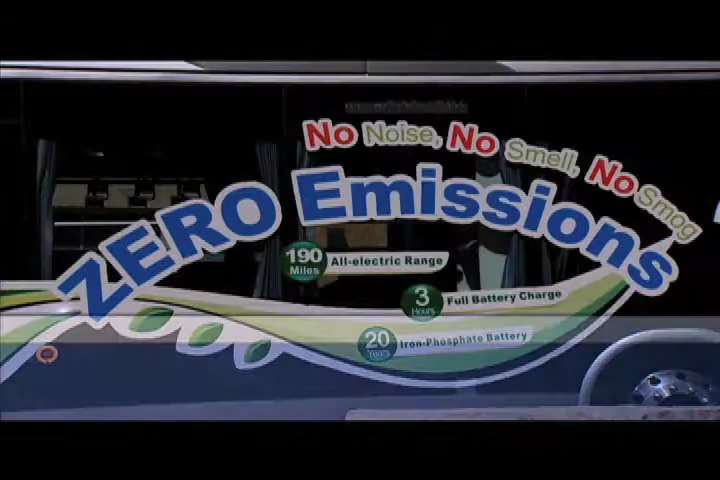 No Noise, No Smell, No Smog
ZERO Emissions
190 Miles All-electric Range
3 Hours Full Battery Charge
20 Years Iron-Phosphate Battery